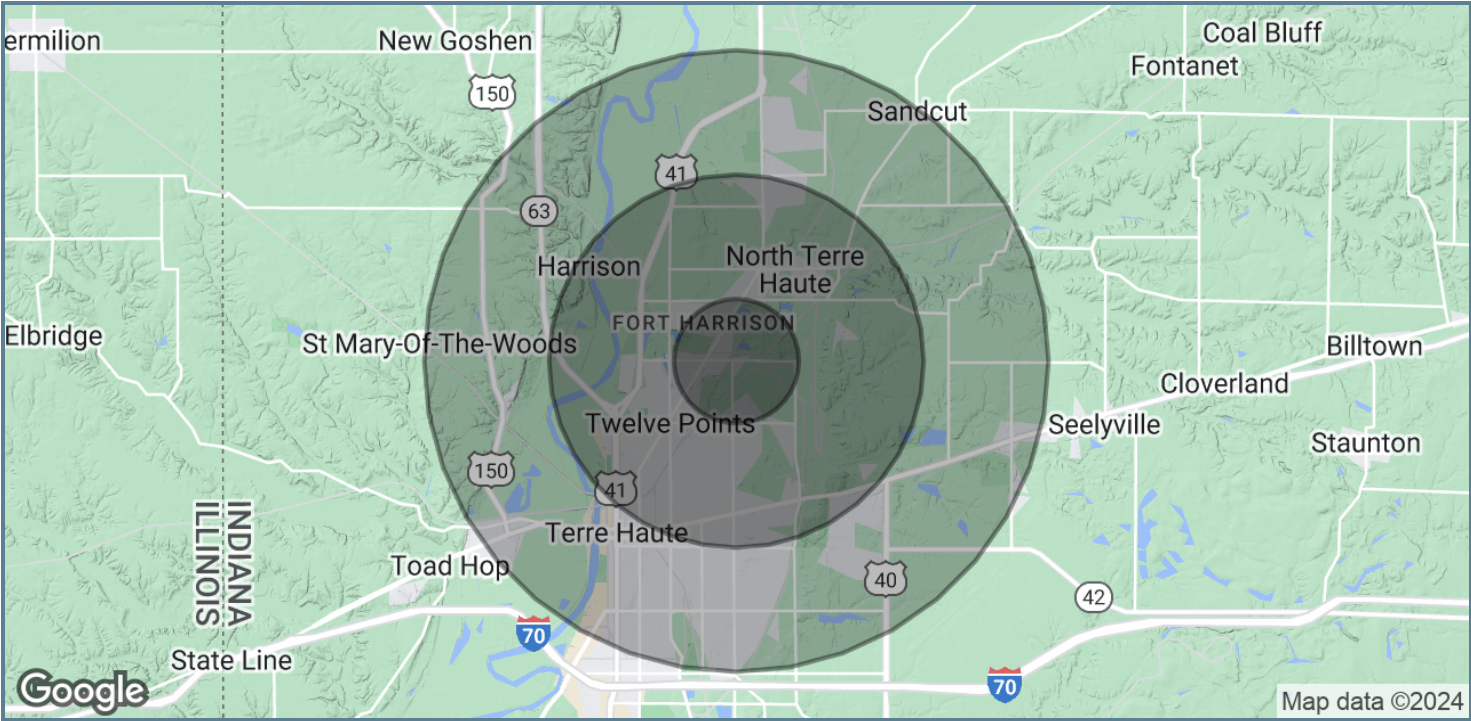 ermilion
New Goshen
Coal Bluff
Fontanet
150
Sandcut
41
63
North Terre
Haute
Harrison
FORT HARRISON
Elbridge
St Mary-Of-The-Woods
Billtown
Cloverland
Twelve Points
Seelyville
Staunton
150
41
INDIANA
ILLINOIS
Terre Haute
Toad Hop
40
42
70
State Line
70
Google
Map data ©2024